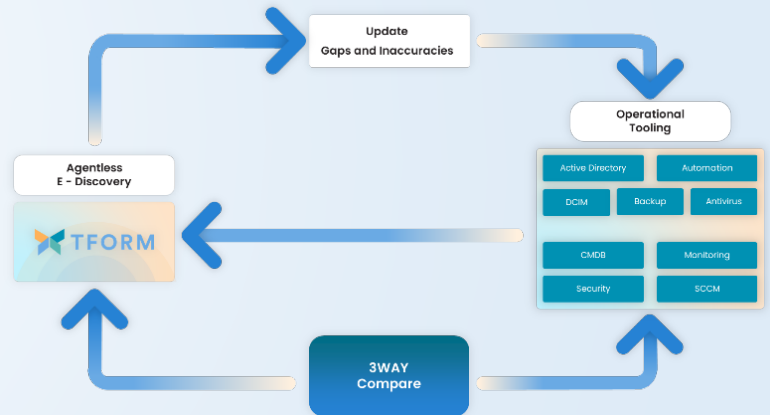 Update
Gaps and Inaccuracies
Operational
Tooling
Agentless
E - Discovery
TFORM
Active Directory
Automation
DCIM
Backup
Antivirus
CMDB
Monitoring
Security
SCCM
3WAY
Compare